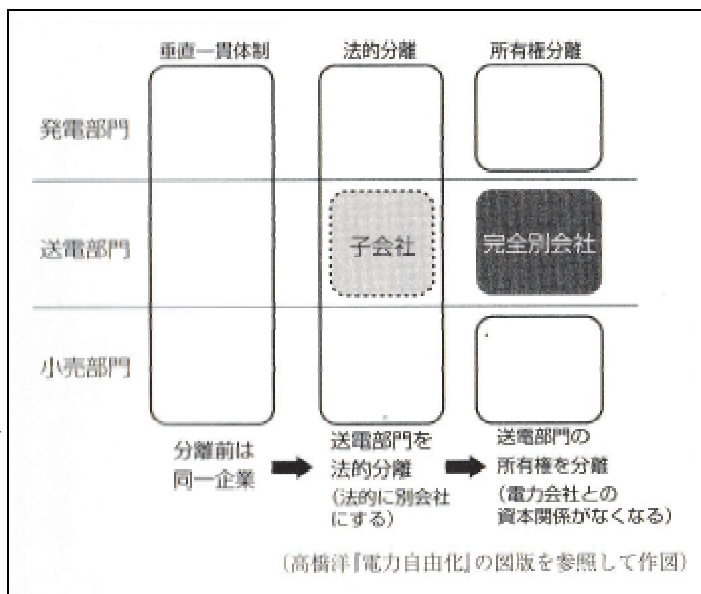 垂直一貫体制
法的分離
所有権分離
発電部門
送電部門
子会社
完全別会社
小売部門
分離前は
同一企業
送電部門を
法的分離
(法的に別会社
にする)
送電部門の
所有権を分離
(電力会社との
資本関係がなくなる)
(高橋洋『電力自由化』の図版を参照して作図)